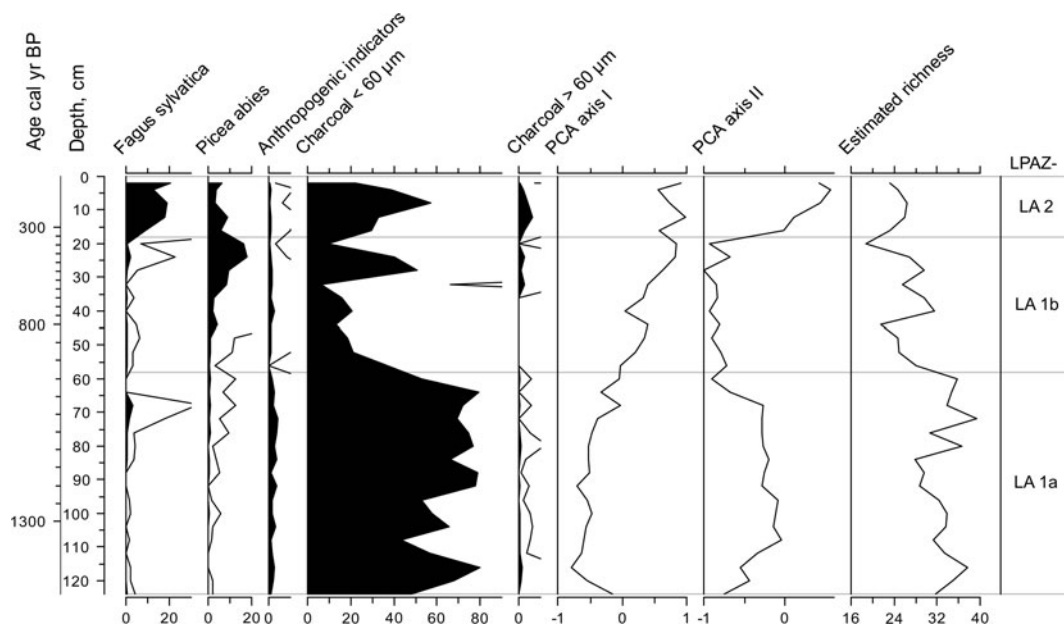 Age cal yr BP
Depth, cm
Fagus sylvatica
Picea abies
Anthropogenic indicators
Charcoal < 60 µm
Charcoal > 60 µm
PCA axis I
PCA axis II
Estimated richness
LPAZ-
0
10
20
30
40
50
60
70
80
90
100
110
120
300
800
1300
LA 2
LA 1b
LA 1a
0 20
0 20
0
0 20 40 60 80
0
-1 0 1
-1 0
16 24 32 40